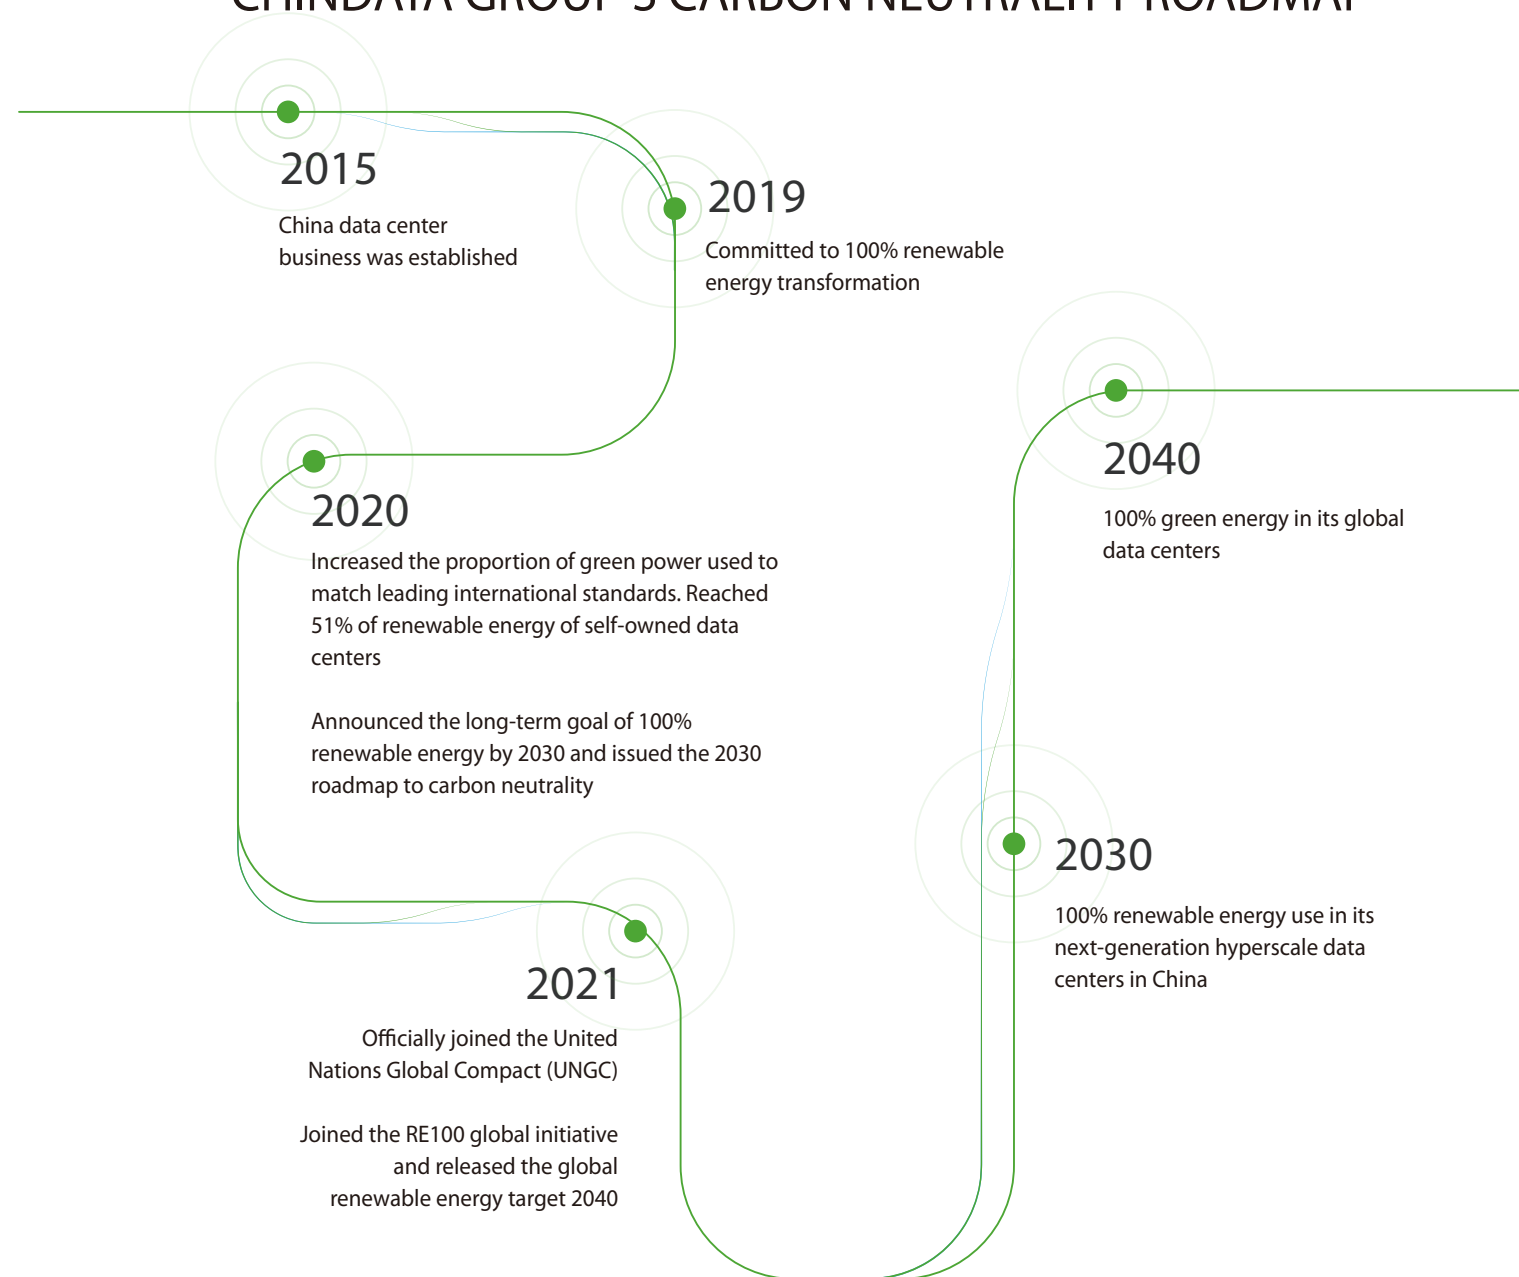 CHINDATA GROUP'S CARBON NEUTRALITY ROADMAP
2015
China data center
business was established
2019
Committed to 100% renewable
energy transformation
2020
Increased the proportion of green power used to
match leading international standards. Reached
51% of renewable energy of self-owned data
centers
Announced the long-term goal of 100%
renewable energy by 2030 and issued the 2030
roadmap to carbon neutrality
2021
Officially joined the United
Nations Global Compact (UNGC)
Joined the RE100 global initiative
and released the global
renewable energy target 2040
2030
100% renewable energy use in its
next-generation hyperscale data
centers in China
2040
100% green energy in its global
data centers